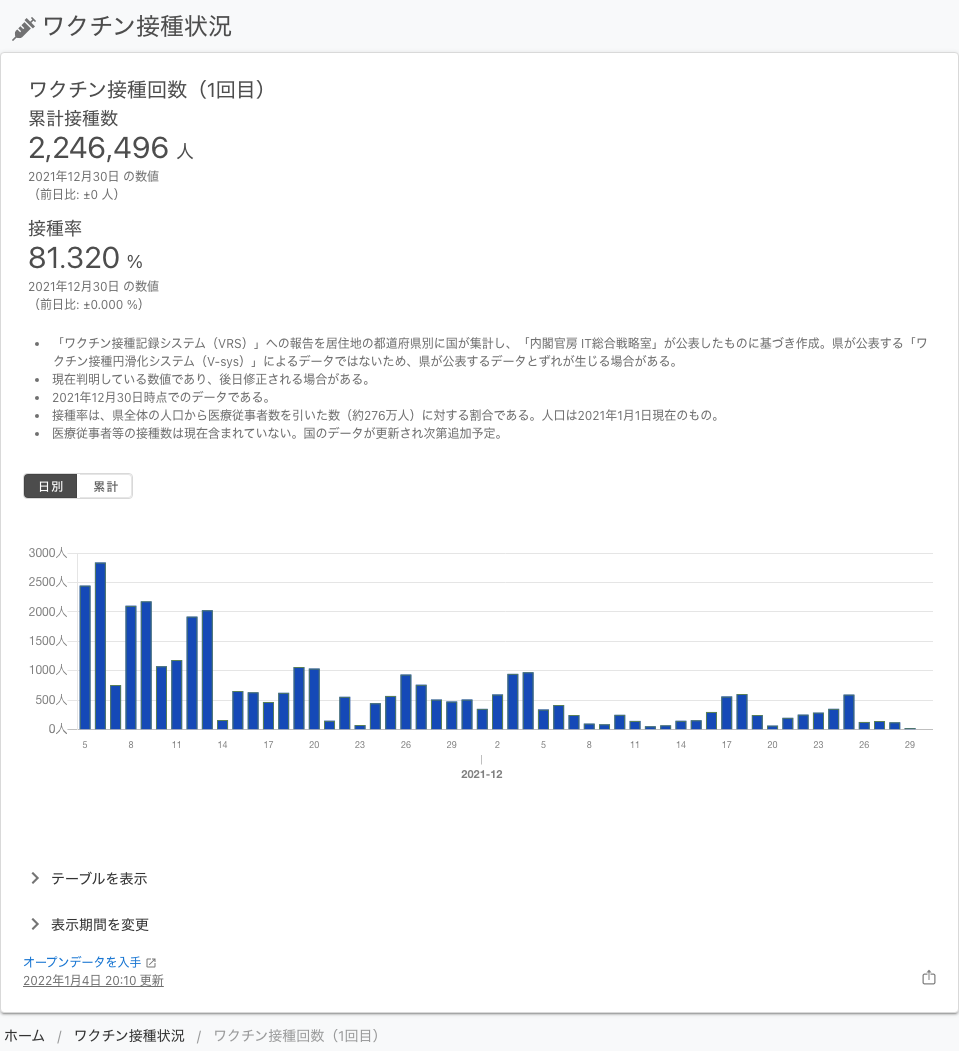 ワクチン接種状況
ワクチン接種回数（1回目）
累計接種数
2,246,496 人
2021年12月30日 の数値
（前日比: ±0 人）
接種率
81.320 %
2021年12月30日 の数値
（前日比: ±0.000 %）
• 「ワクチン接種記録システム（VRS）」への報告を居住地の都道府県別に国が集計し、「内閣官房 IT総合戦略室」が公表したものに基づき作成。県が公表する「ワ
クチン接種円滑化システム（V-sys）」によるデータではないため、県が公表するデータとずれが生じる場合がある。
• 現在判明している数値であり、後日修正される場合がある。
• 2021年12月30日時点でのデータである。
• 接種率は、県全体の人口から医療従事者数を引いた数（約276万人）に対する割合である。人口は2021年1月1日現在のもの。
• 医療従事者等の接種数は現在含まれていない。国のデータが更新され次第追加予定。
日別 累計
3000人
2500人
2000人
1500人
1000人
500人
0人
5 8 11 14 17 20 23 26 29 2 5 8 11 14 17 20 23 26 29
2021-12
テーブルを表示
表示期間を変更
オープンデータを入手
2022年1月4日 20:10 更新
ホーム / ワクチン接種状況 / ワクチン接種回数（1回目）